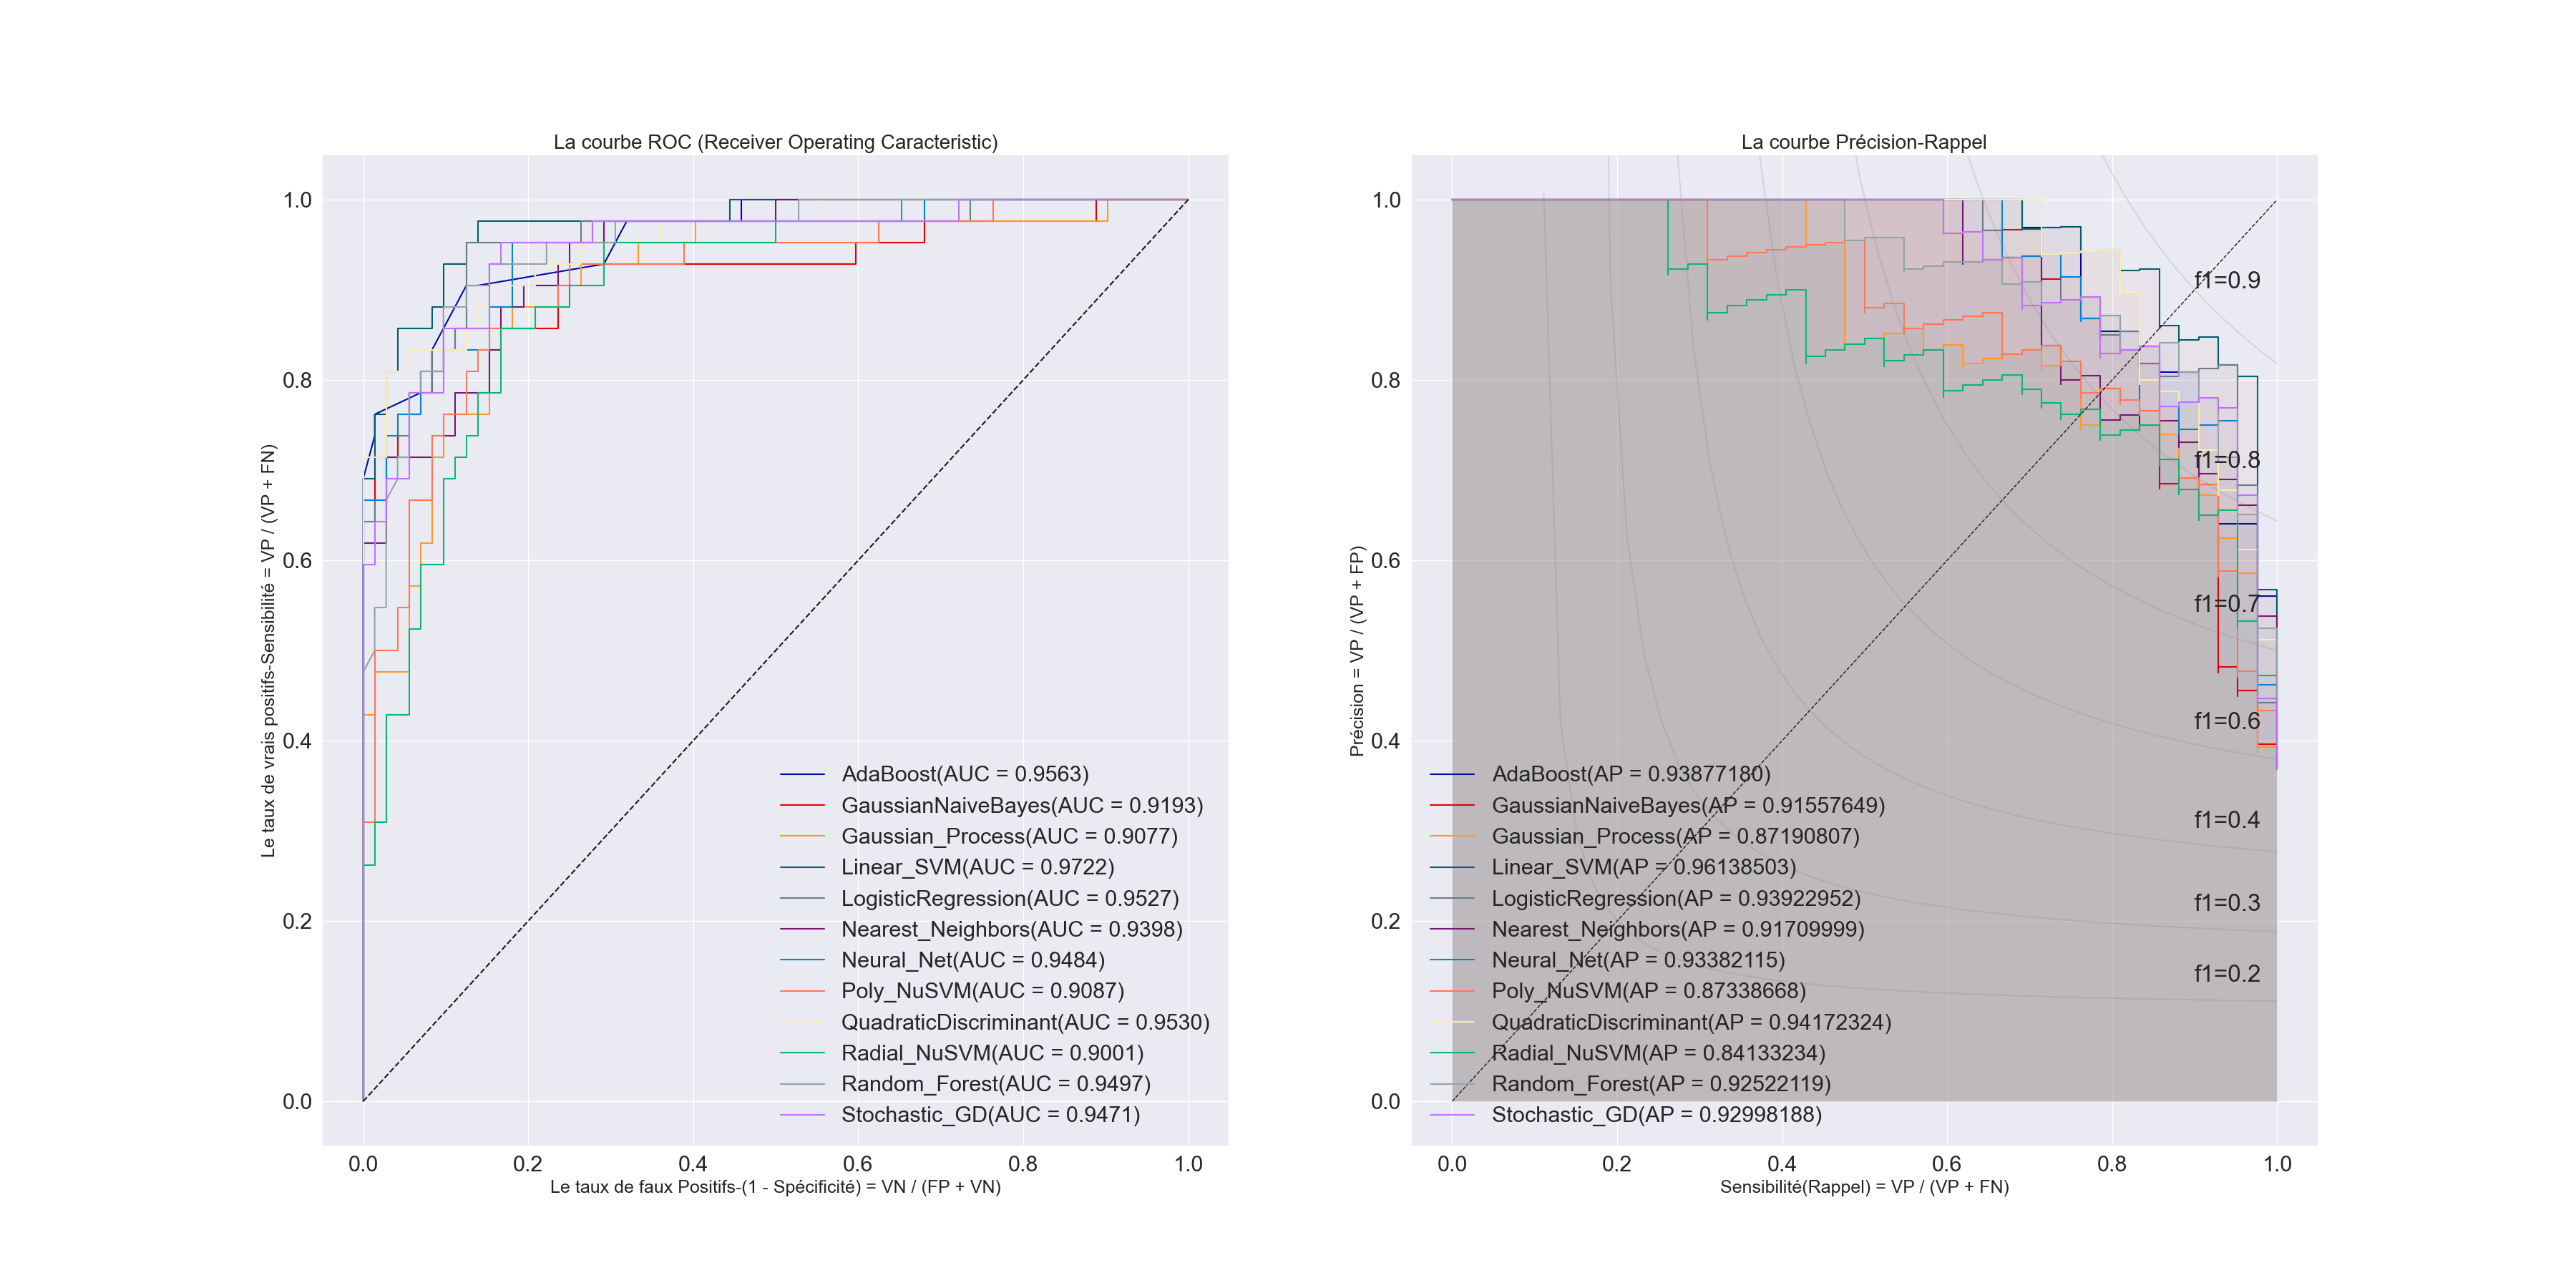 La courbe ROC (Receiver Operating Caracteristic)
1.0
0.8
0.6
0.4
0.2
0.0
Le taux de vrais positifs-Sensibilité = VP / (VP + FN)
AdaBoost(AUC = 0.9563)
GaussianNaiveBayes(AUC = 0.9193)
Gaussian_Process(AUC = 0.9077)
Linear_SVM(AUC = 0.9722)
LogisticRegression(AUC = 0.9527)
Nearest_Neighbors(AUC = 0.9398)
Neural_Net(AUC = 0.9484)
Poly_NuSVM(AUC = 0.9087)
QuadraticDiscriminant(AUC = 0.9530)
Radial_NuSVM(AUC = 0.9001)
Random_Forest(AUC = 0.9497)
Stochastic_GD(AUC = 0.9471)
0.0 0.2 0.4 0.6 0.8 1.0
Le taux de faux Positifs-(1 - Spécificité) = VN / (FP + VN)
La courbe Précision-Rappel
1.0
0.8
0.6
0.4
0.2
0.0
Précision = VP / (VP + FP)
f1=0.9
f1=0.8
f1=0.7
f1=0.6
f1=0.4
f1=0.3
f1=0.2
AdaBoost(AP = 0.93877180)
GaussianNaiveBayes(AP = 0.91557649)
Gaussian_Process(AP = 0.87190807)
Linear_SVM(AP = 0.96138503)
LogisticRegression(AP = 0.93922952)
Nearest_Neighbors(AP = 0.91709999)
Neural_Net(AP = 0.93382115)
Poly_NuSVM(AP = 0.87338668)
QuadraticDiscriminant(AP = 0.94172324)
Radial_NuSVM(AP = 0.84133234)
Random_Forest(AP = 0.92522119)
Stochastic_GD(AP = 0.92998188)
0.0 0.2 0.4 0.6 0.8 1.0
Sensibilité(Rappel) = VP / (VP + FN)